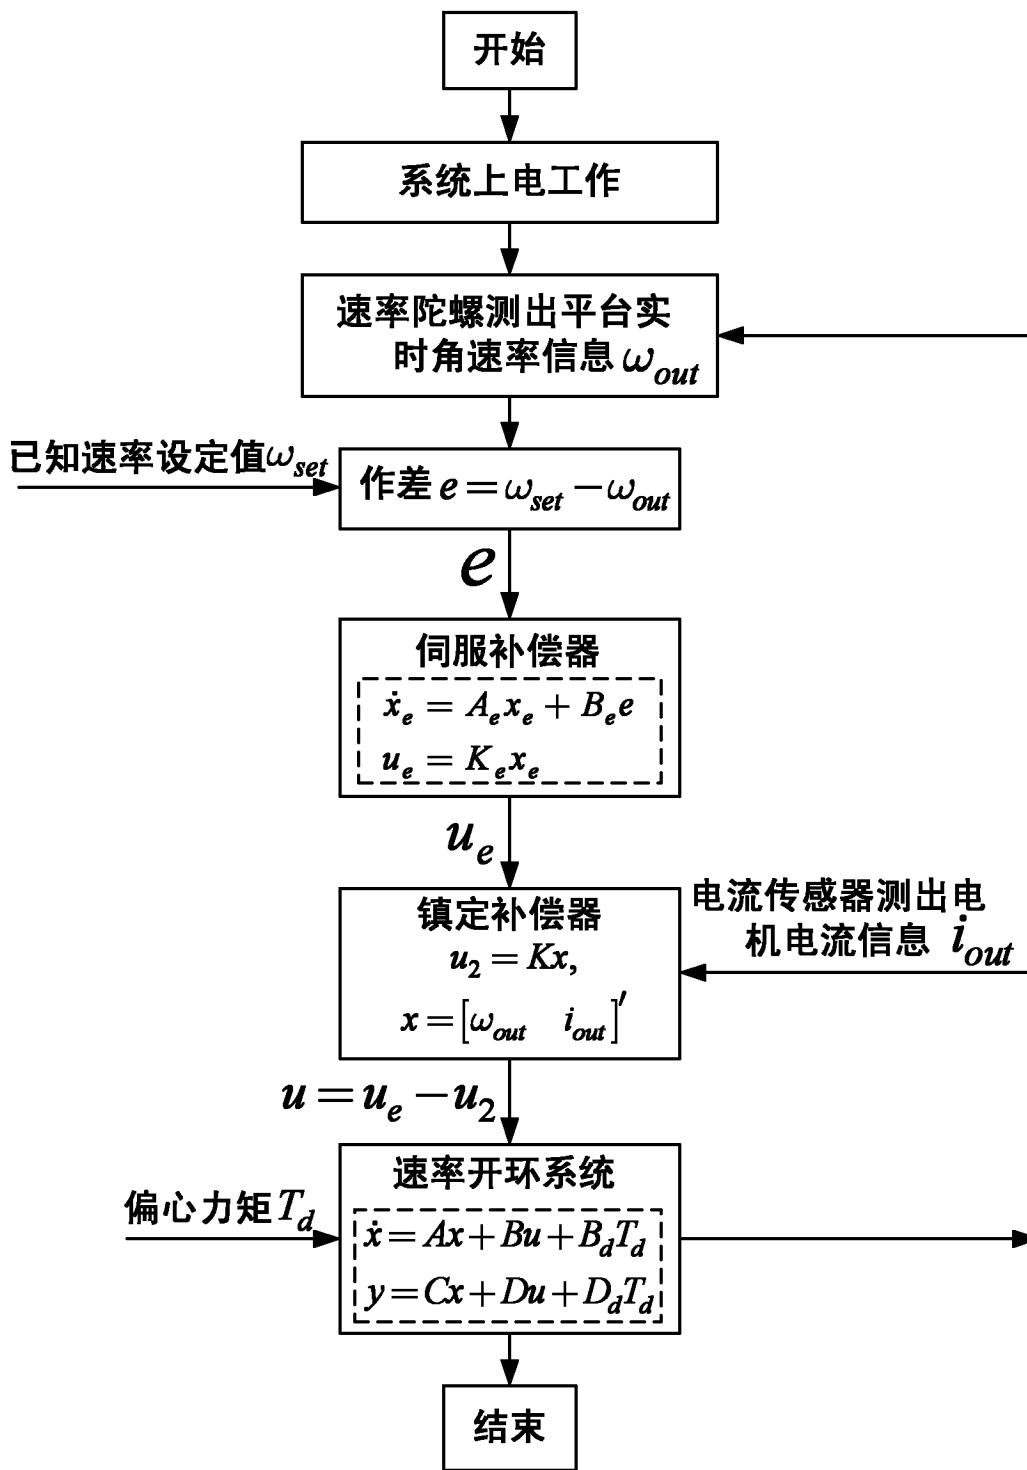 开始
系统上电工作
速率陀螺测出平台实
时角速率信息 ω_out
已知速率设定值ω_set
作差 e = ω_set − ω_out
e
伺服补偿器
ẋ_e = A_e x_e + B_e e
u_e = K_e x_e
u_e
镇定补偿器
u_2 = Kx,
x = [ω_out i_out]′
电流传感器测出电
机电流信息 i_out
u = u_e − u_2
速率开环系统
ẋ = Ax + Bu + B_d T_d
y = Cx + Du + D_d T_d
偏心力矩 T_d
结束